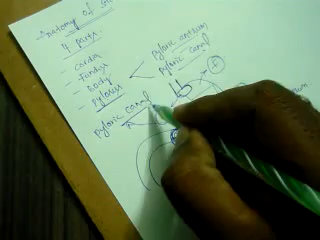 Anatomy of
4 parts:
- cardia
- Fundus
- body
- Pylorus
Pyloric antrum
Pyloric canal
Pyloric canal
F
b